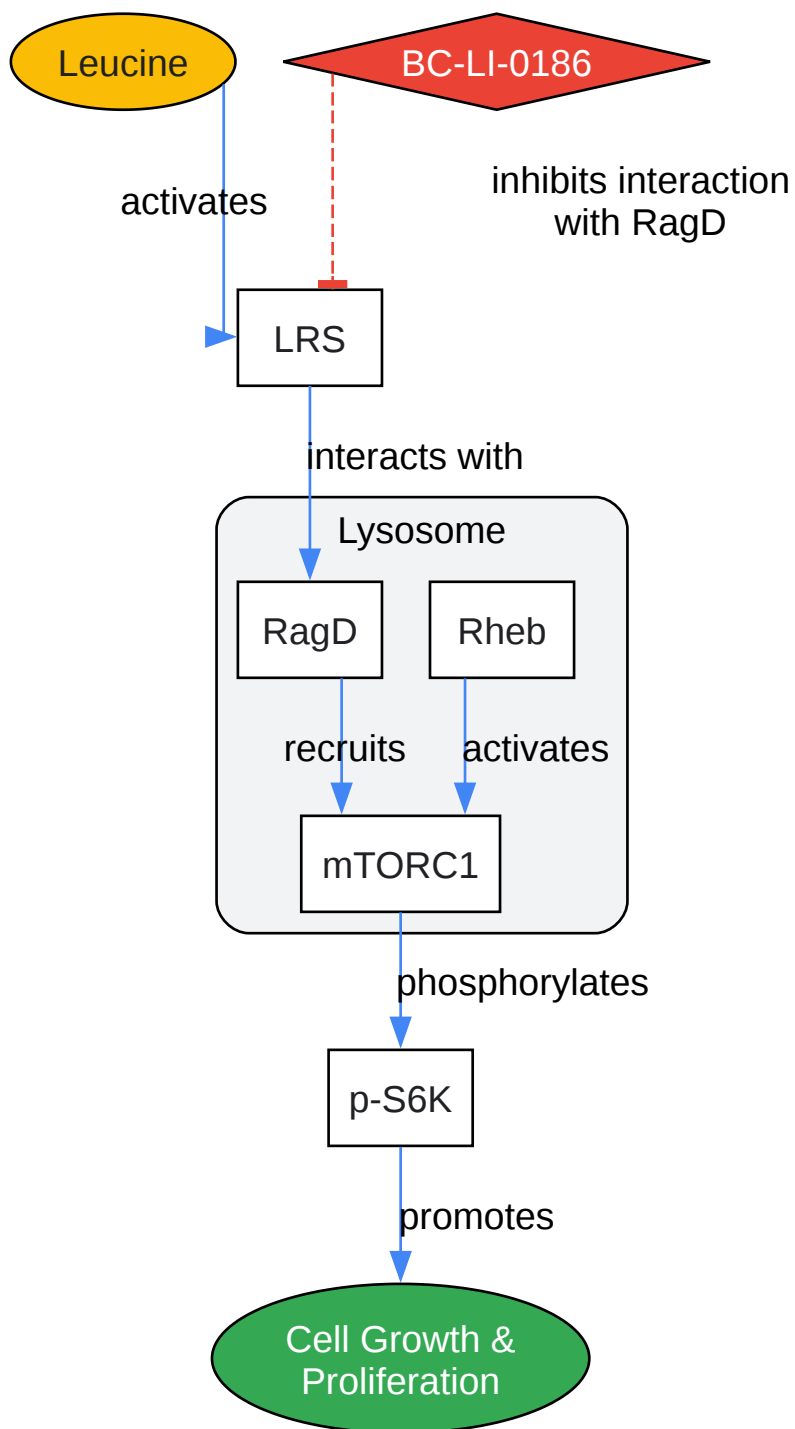 Leucine
BC-LI-0186
activates
inhibits interaction
with RagD
LRS
interacts with
Lysosome
RagD
Rheb
recruits
activates
mTORC1
phosphorylates
p-S6K
promotes
Cell Growth &
Proliferation